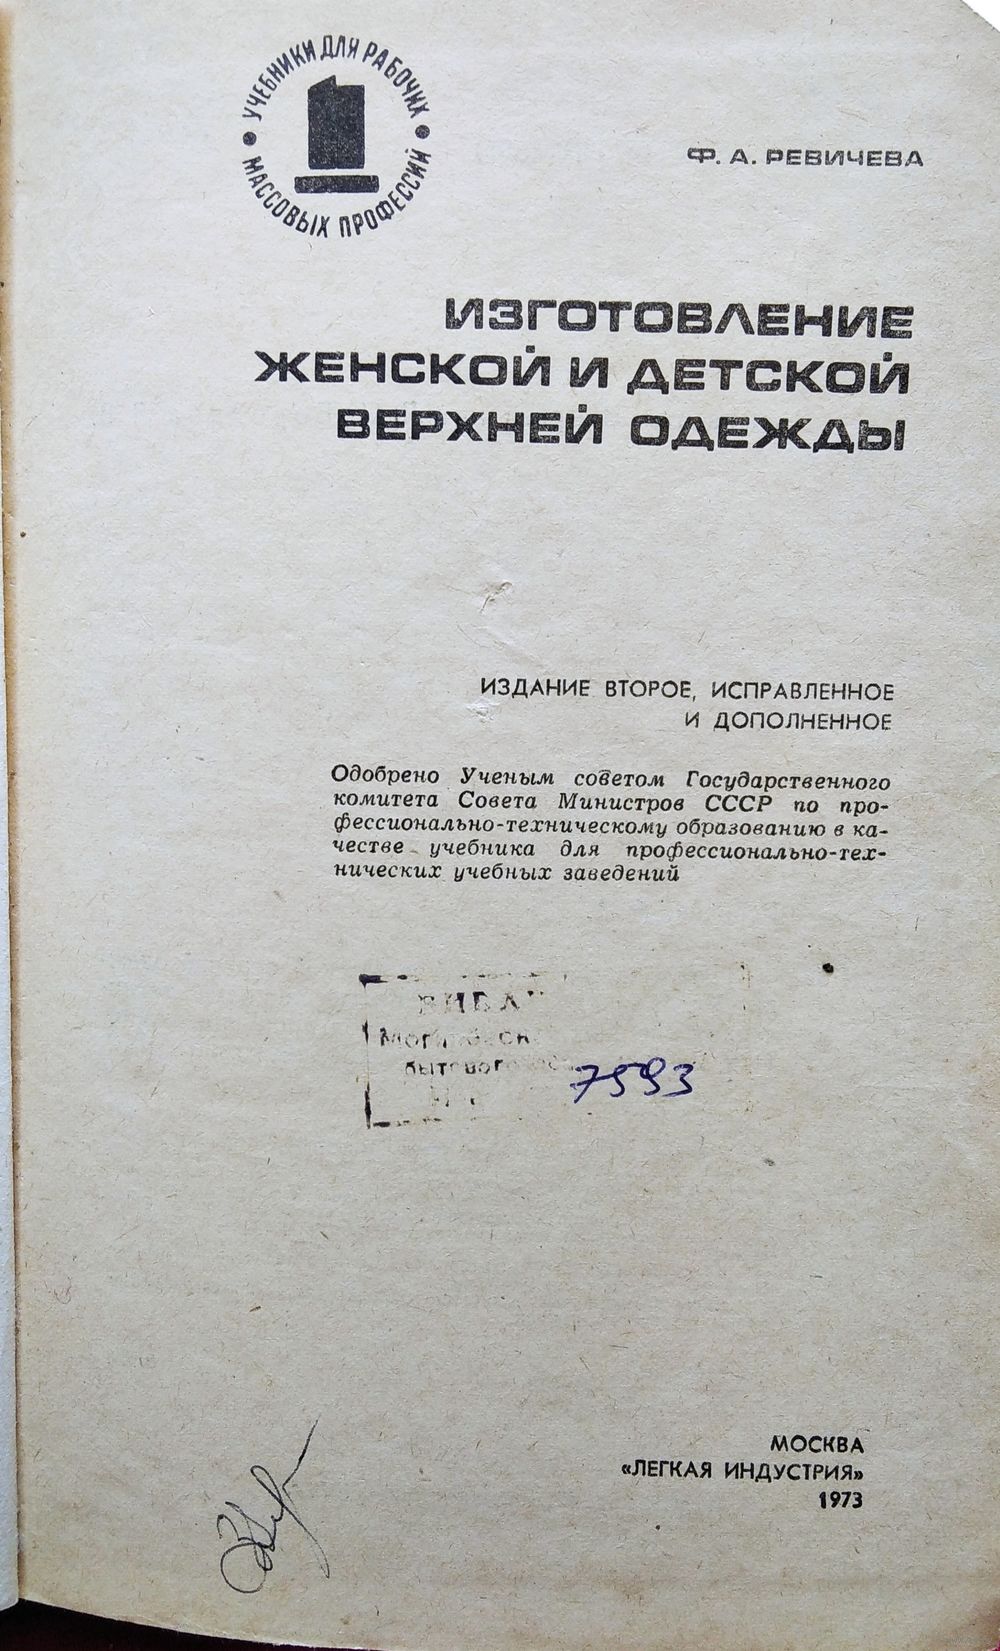 УЧЕБНИКИ ДЛЯ РАБОЧИХ
МАССОВЫХ ПРОФЕССИЙ
Ф. А. РЕВИЧЕВА
ИЗГОТОВЛЕНИЕ
ЖЕНСКОЙ И ДЕТСКОЙ
ВЕРХНЕЙ ОДЕЖДЫ
ИЗДАНИЕ ВТОРОЕ, ИСПРАВЛЕННОЕ
И ДОПОЛНЕННОЕ
Одобрено Ученым советом Государственного
комитета Совета Министров СССР по про-
фессионально-техническому образованию в ка-
честве учебника для профессионально-тех-
нических учебных заведений
7593
МОСКВА
«ЛЕГКАЯ ИНДУСТРИЯ»
1973